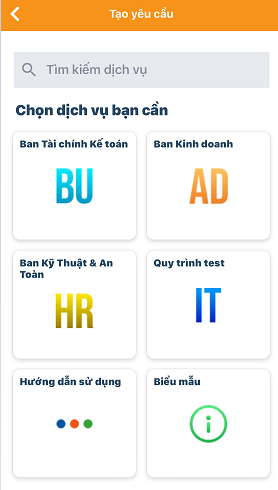 Tạo yêu cầu
Tìm kiếm dịch vụ
Chọn dịch vụ bạn cần
Ban Tài chính Kế toán
BU
Ban Kinh doanh
AD
Ban Kỹ Thuật & An
Toàn
HR
Quy trình test
IT
Hướng dẫn sử dụng
Biểu mẫu